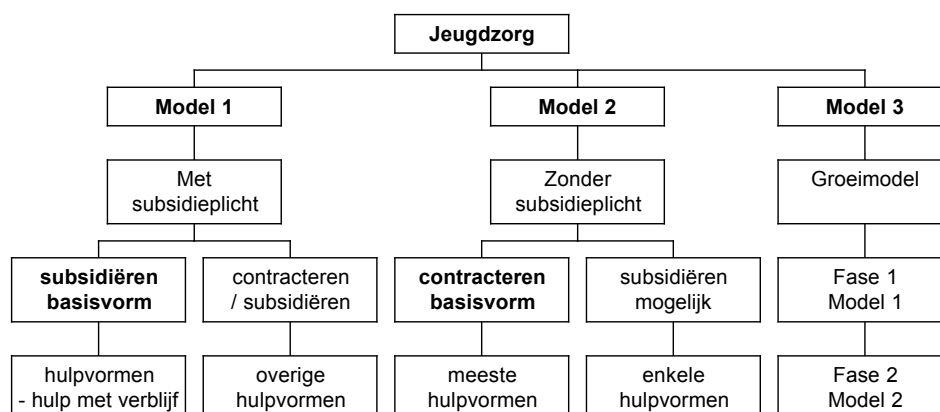 Jeugdzorg
Model 1
Model 2
Model 3
Met
subsidieplicht
Zonder
subsidieplicht
Groeimodel
subsidiëren
basisvorm
contracteren
/ subsidiëren
contracteren
basisvorm
subsidiëren
mogelijk
Fase 1
Model 1
hulpvormen
- hulp met verblijf
overige
hulpvormen
meeste
hulpvormen
enkele
hulpvormen
Fase 2
Model 2